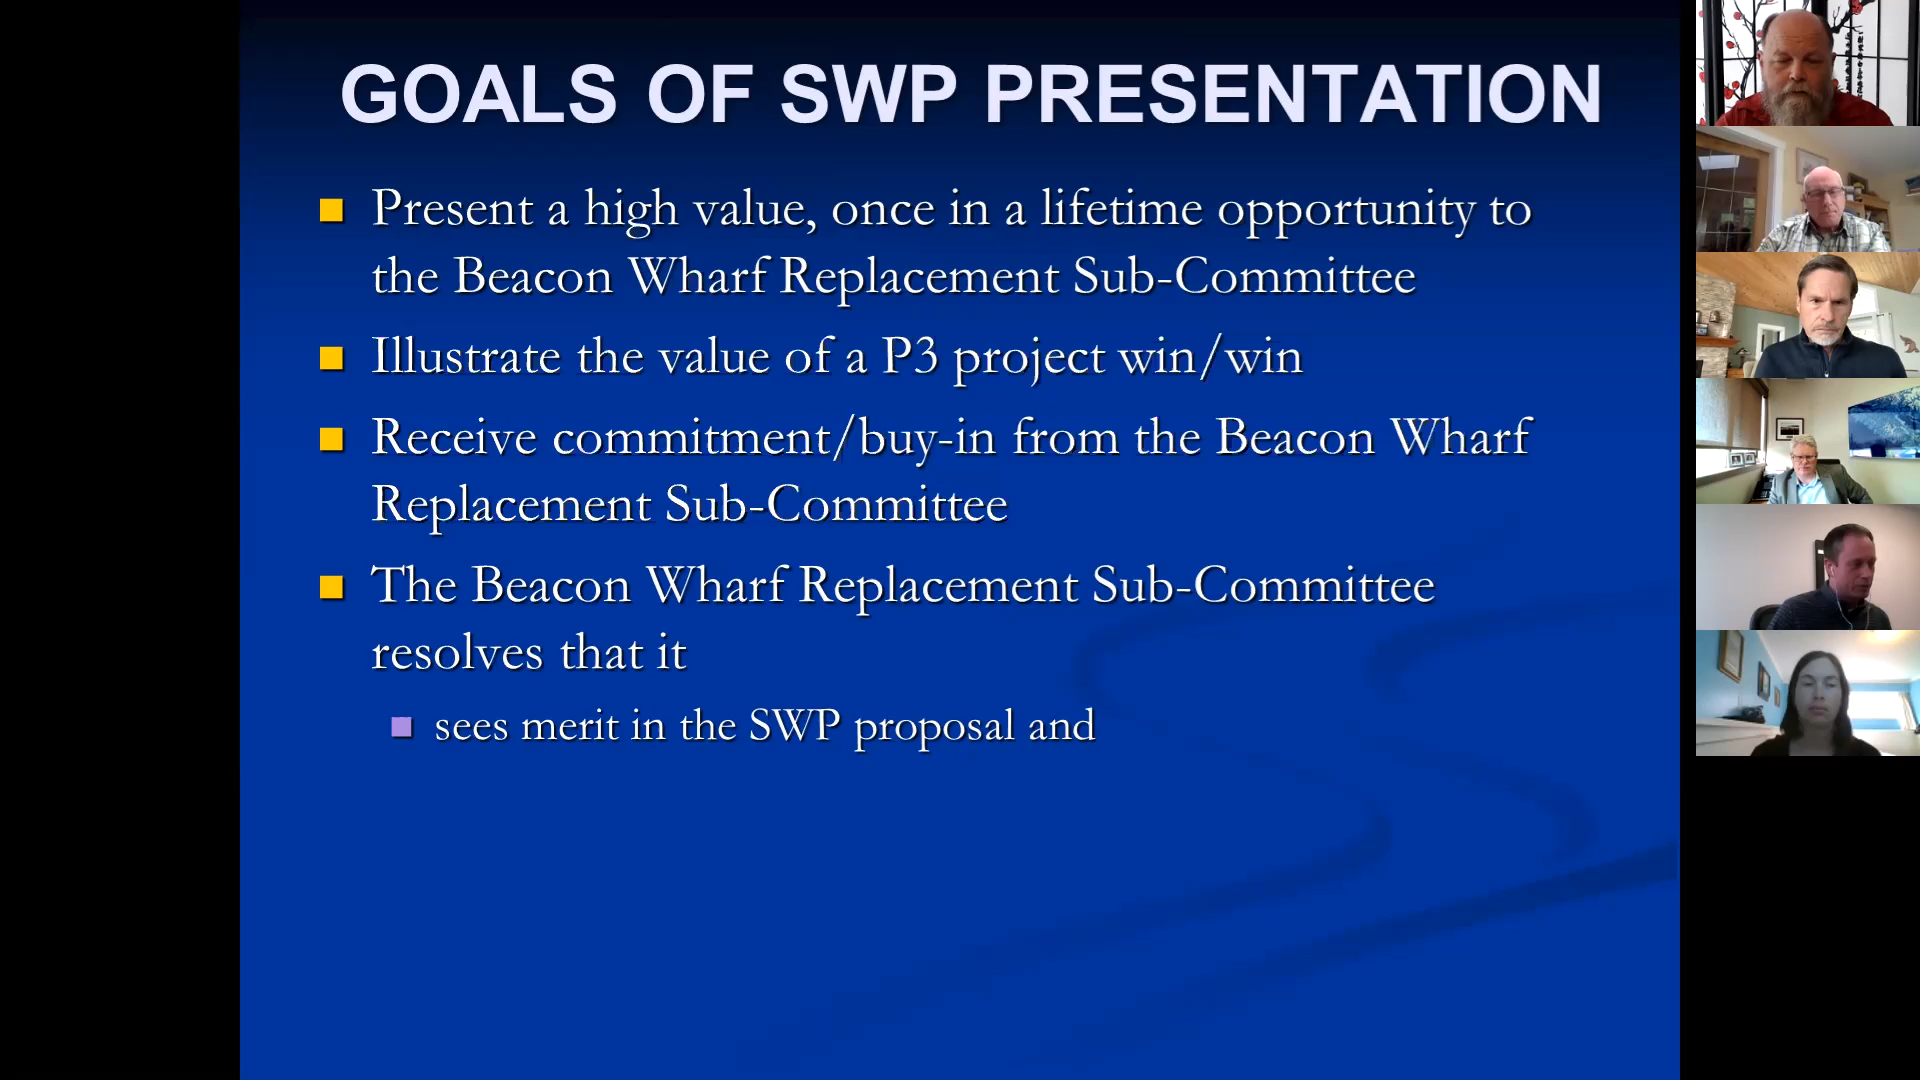 GOALS OF SWP PRESENTATION
Present a high value, once in a lifetime opportunity to
the Beacon Wharf Replacement Sub-Committee
Illustrate the value of a P3 project win/win
Receive commitment/buy-in from the Beacon Wharf
Replacement Sub-Committee
The Beacon Wharf Replacement Sub-Committee
resolves that it
sees merit in the SWP proposal and